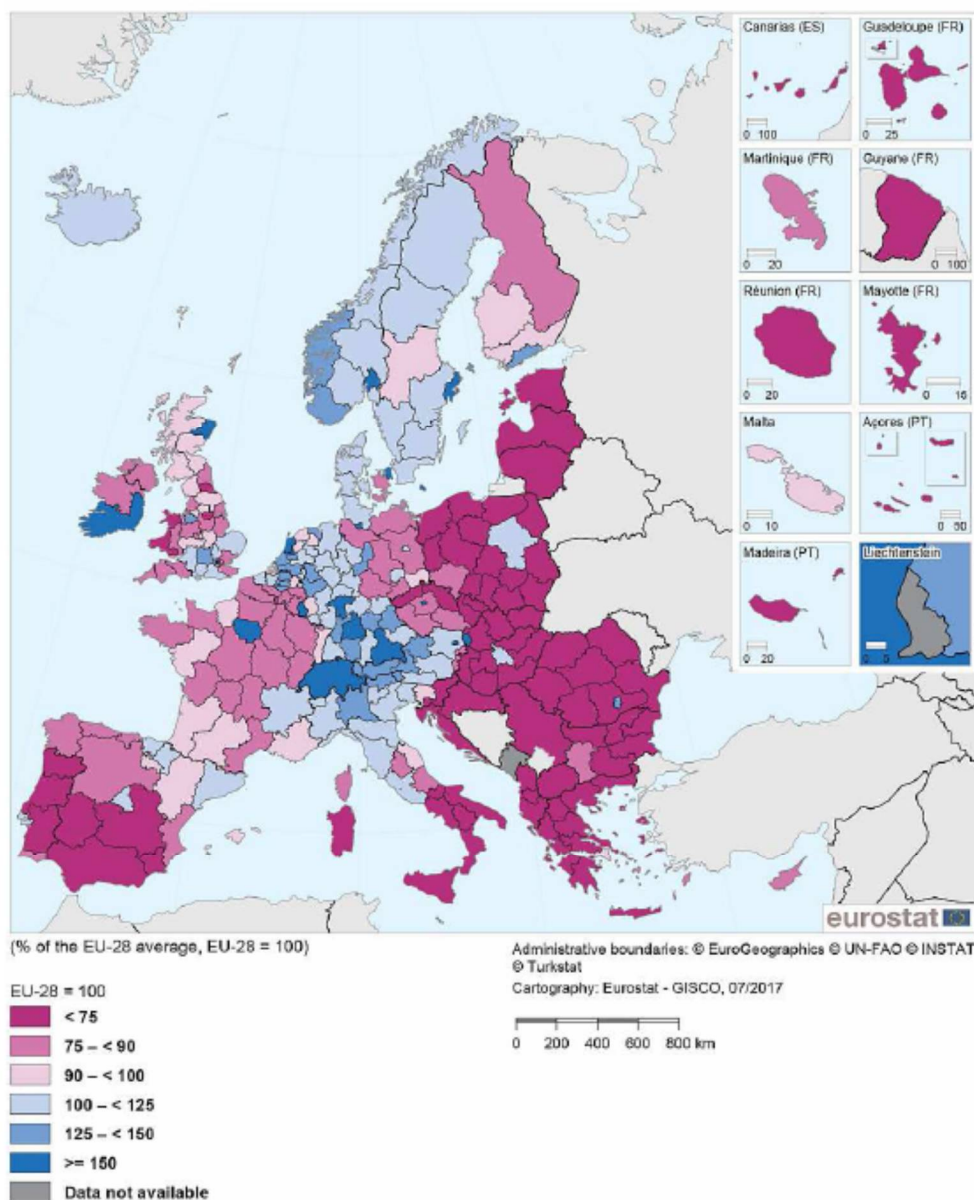 Canarias (ES)
0 100
Guadeloupe (FR)
0 25
Martinique (FR)
0 20
Guyane (FR)
0 100
Réunion (FR)
0 20
Mayotte (FR)
0 15
Malta
0 10
Açores (PT)
0 50
Madeira (PT)
0 20
Liechtenstein
0 5
eurostat
(% of the EU-28 average, EU-28 = 100)
Administrative boundaries: © EuroGeographics © UN-FAO © INSTAT
© Turkstat
Cartography: Eurostat - GISCO, 07/2017
EU-28 = 100
< 75
75 – < 90
90 – < 100
100 – < 125
125 – < 150
>= 150
Data not available
0 200 400 600 800 km